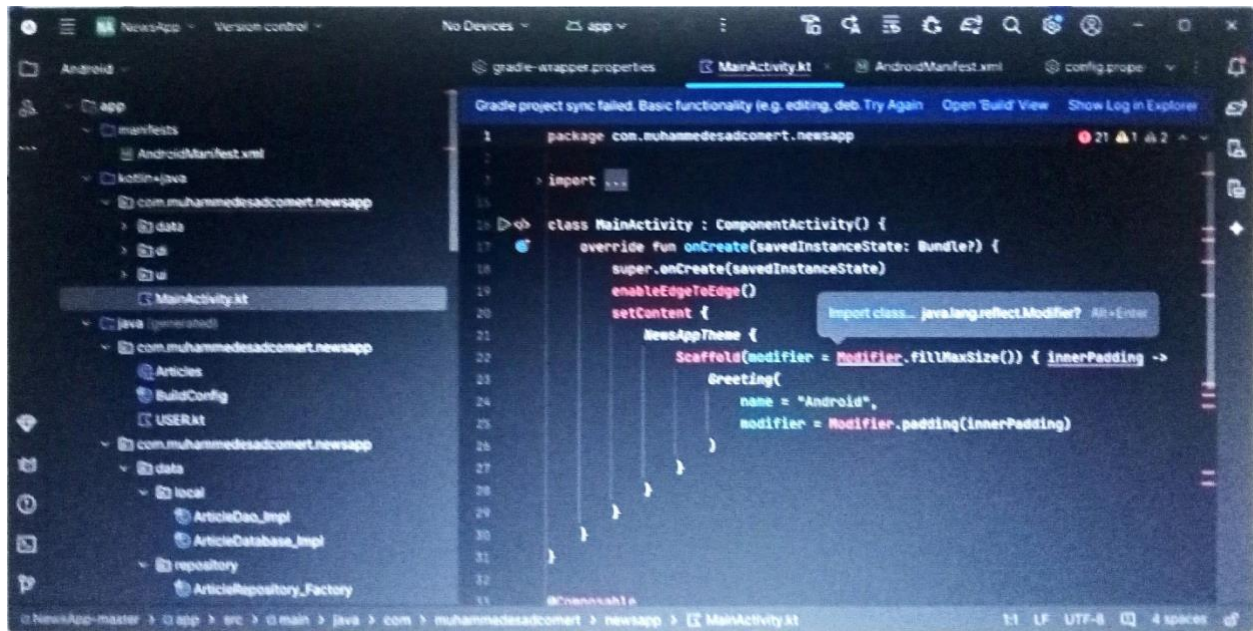 NA NewsApp Version control No Devices app
Android
gradle-wrapper.properties MainActivity.kt AndroidManifest.xml config.prope
app
manifests
AndroidManifest.xml
kotlin+java
com.muhammedesadcomert.newsapp
data
di
ui
MainActivity.kt
java (generated)
com.muhammedesadcomert.newsapp
Articles
BuildConfig
USER.kt
com.muhammedesadcomert.newsapp
data
local
ArticleDao_Impl
ArticleDatabase_Impl
repository
ArticleRepository_Factory
Gradle project sync failed. Basic functionality (e.g. editing, deb. Try Again Open 'Build' View Show Log in Explorer
21 1 2
1 package com.muhammedesadcomert.newsapp
2
3 import ...
15
16 class MainActivity : ComponentActivity() {
17 override fun onCreate(savedInstanceState: Bundle?) {
18 super.onCreate(savedInstanceState)
19 enableEdgeToEdge()
20 setContent {
Import class... java.lang.reflect.Modifier? Alt+Enter
21 NewsAppTheme {
22 Scaffold(modifier = Modifier.fillMaxSize()) { innerPadding ->
23 Greeting(
24 name = "Android",
25 modifier = Modifier.padding(innerPadding)
26 )
27 }
28 }
29 }
30 }
31 }
32
33 @Composable
NewsApp-master > app > src > main > java > com > muhammedesadcomert > newsapp > MainActivity.kt 1:1 LF UTF-8 4 spaces